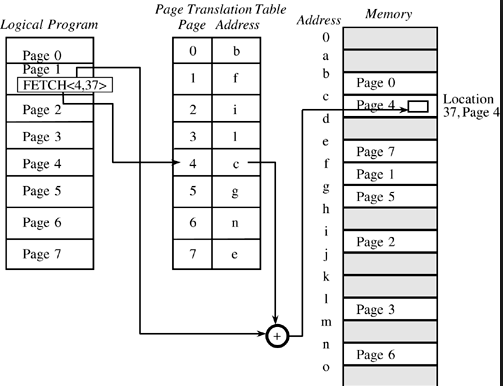 Logical Program
Page 0
Page 1
FETCH<4,37>
Page 2
Page 3
Page 4
Page 5
Page 6
Page 7
Page Translation Table
Page Address
0 b
1 f
2 i
3 l
4 c
5 g
6 n
7 e
+
Address
Memory
0
a
b
Page 0
c
Page 4
d
e
Page 7
f
Page 1
g
Page 5
h
i
Page 2
j
k
l
Page 3
m
n
Page 6
o
Location
37, Page 4